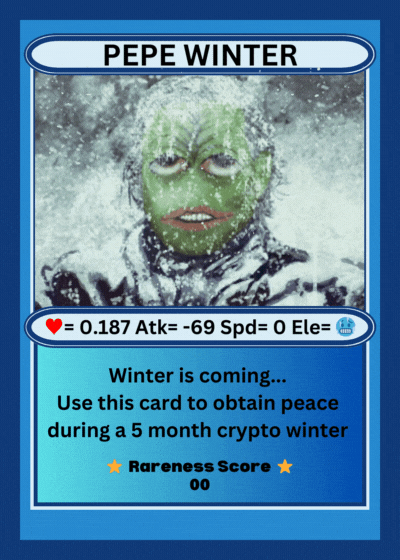 PEPE WINTER
❤️= 0.187 Atk= -69 Spd= 0 Ele= 🥶
Winter is coming...
Use this card to obtain peace
during a 5 month crypto winter
⭐ Rareness Score ⭐
00